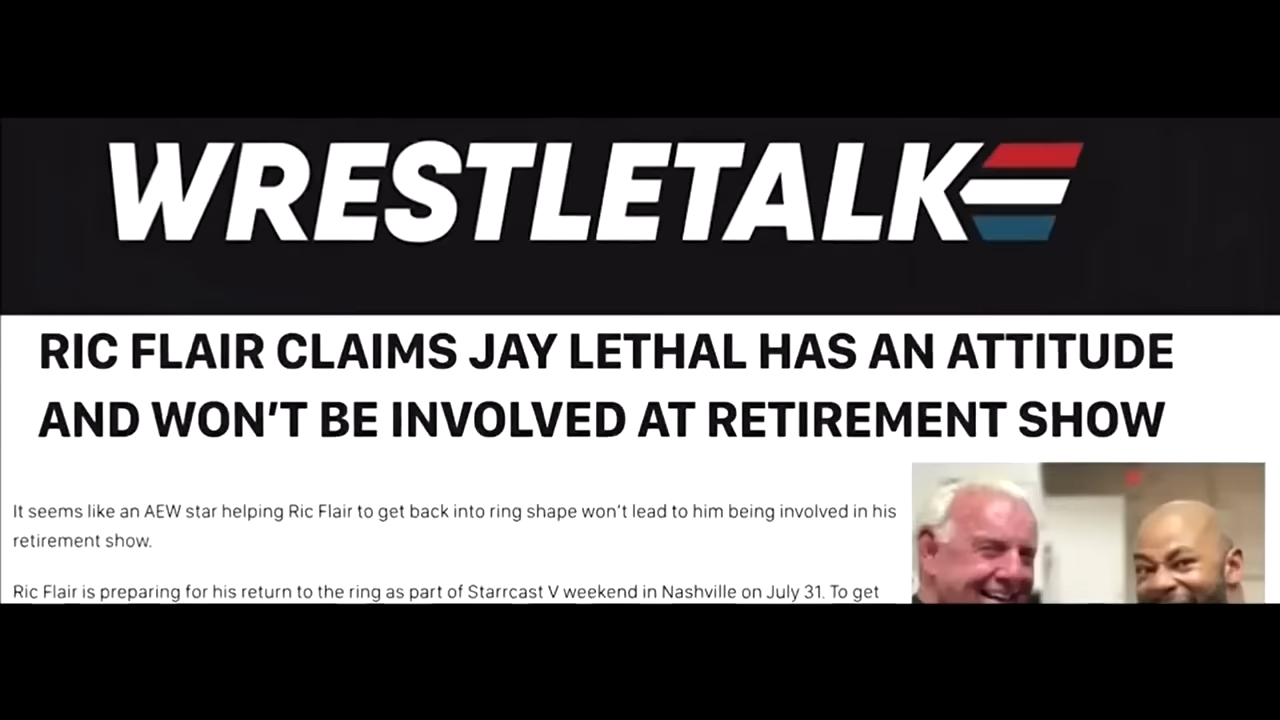 WRESTLETALK
RIC FLAIR CLAIMS JAY LETHAL HAS AN ATTITUDE
AND WON'T BE INVOLVED AT RETIREMENT SHOW
It seems like an AEW star helping Ric Flair to get back into ring shape won't lead to him being involved in his
retirement show.
Ric Flair is preparing for his return to the ring as part of Starrcast V weekend in Nashville on July 31. To get